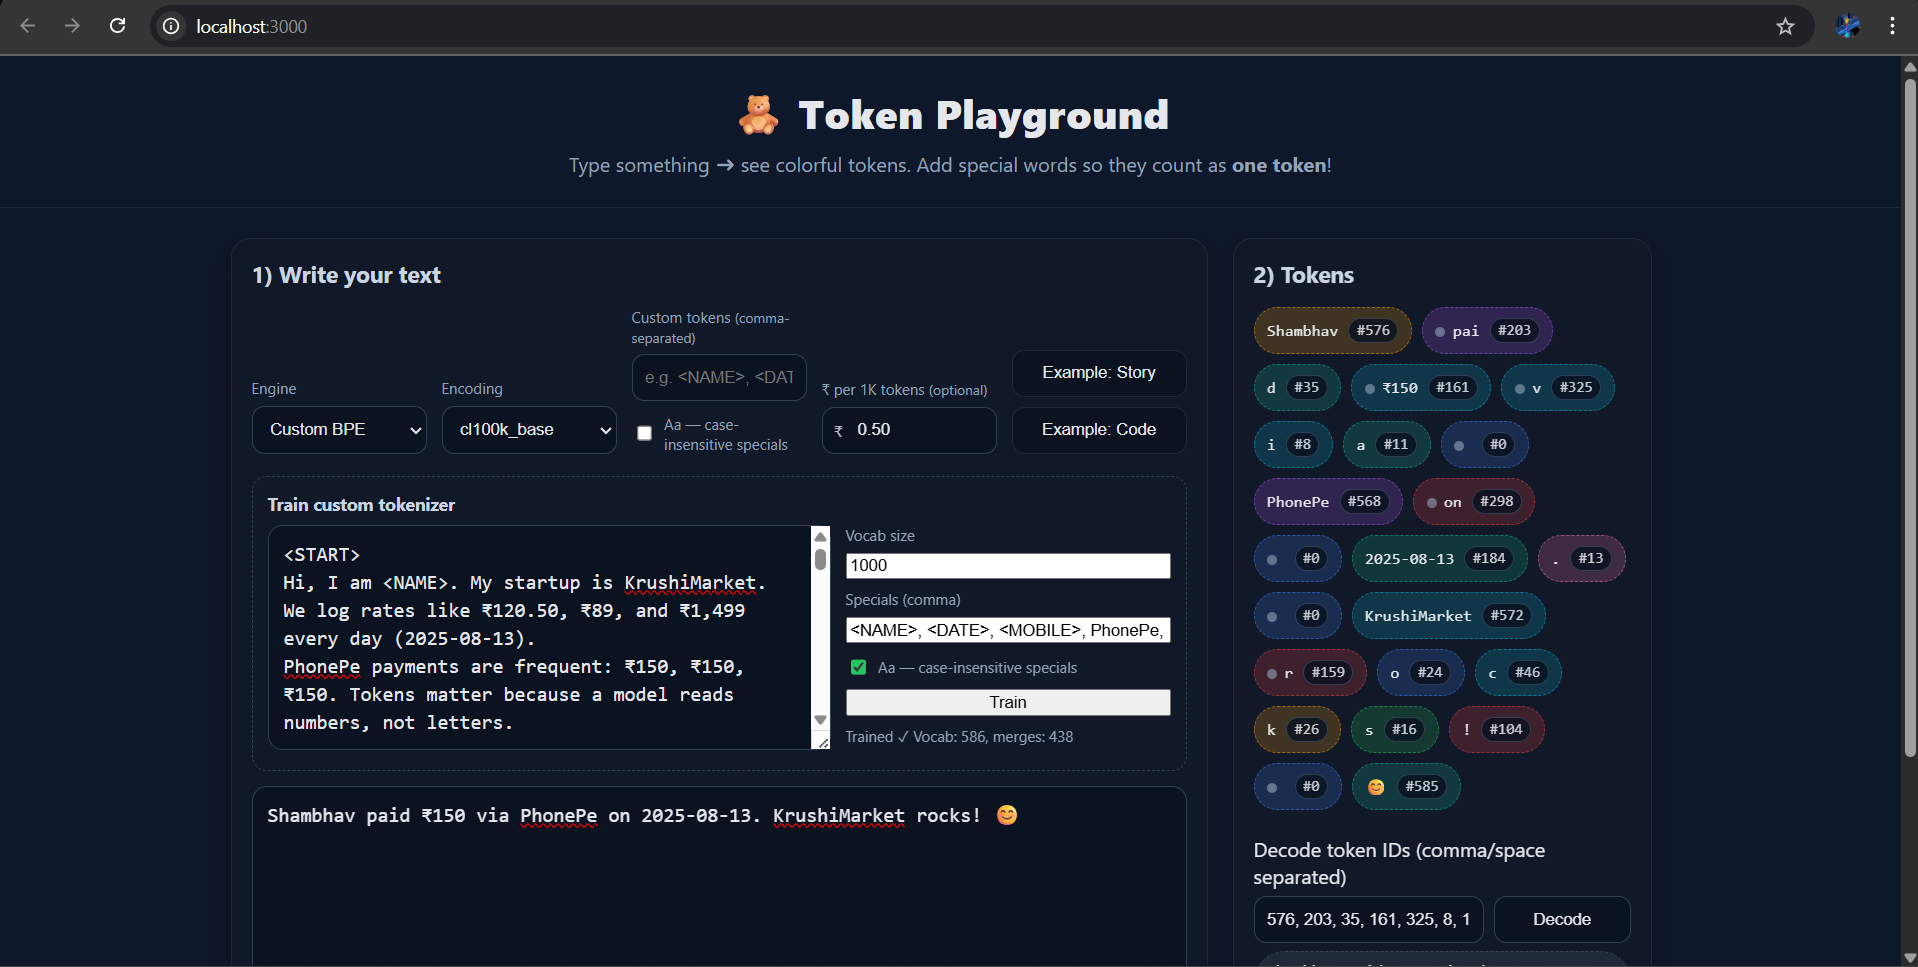 localhost:3000
🧸 Token Playground
Type something → see colorful tokens. Add special words so they count as one token!
1) Write your text
Engine
Custom BPE
Encoding
cl100k_base
Custom tokens (comma-
separated)
e.g. <NAME>, <DAT
Aa — case-
insensitive specials
₹ per 1K tokens (optional)
₹ 0.50
Example: Story
Example: Code
Train custom tokenizer
<START>
Hi, I am <NAME>. My startup is KrushiMarket.
We log rates like ₹120.50, ₹89, and ₹1,499
every day (2025-08-13).
PhonePe payments are frequent: ₹150, ₹150,
₹150. Tokens matter because a model reads
numbers, not letters.
Vocab size
1000
Specials (comma)
<NAME>, <DATE>, <MOBILE>, PhonePe,
Aa — case-insensitive specials
Train
Trained ✓ Vocab: 586, merges: 438
Shambhav paid ₹150 via PhonePe on 2025-08-13. KrushiMarket rocks! 😊
2) Tokens
Shambhav #576 pai #203
d #35 ₹150 #161 v #325
i #8 a #11 #0
PhonePe #568 on #298
#0 2025-08-13 #184 . #13
#0 KrushiMarket #572
r #159 o #24 c #46
k #26 s #16 ! #104
#0 😊 #585
Decode token IDs (comma/space
separated)
576, 203, 35, 161, 325, 8, 1
Decode